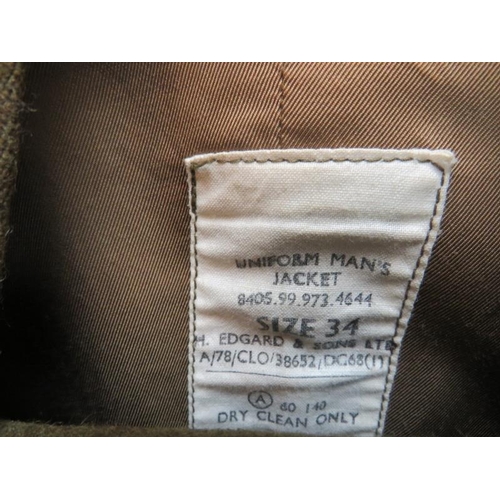 UNIFORM MAN'S
JACKET
8405.99.973.4644
SIZE 34
H. EDGARD & SONS LTD
A/78/CLO/38652/DC68(1)
A 60 140
DRY CLEAN ONLY